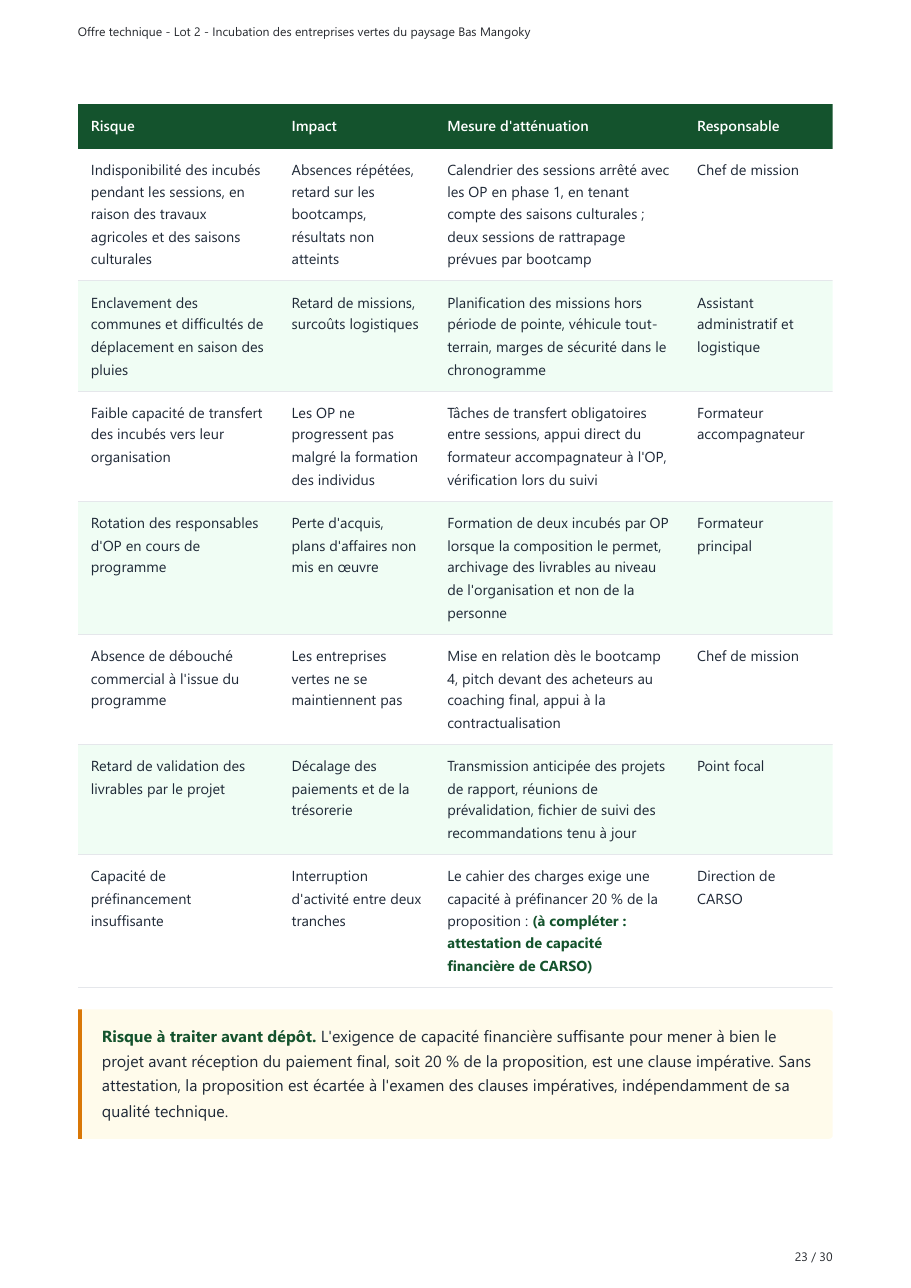 Offre technique - Lot 2 - Incubation des entreprises vertes du paysage Bas Mangoky
Risque
Impact
Mesure d'atténuation
Responsable
Indisponibilité des incubés
pendant les sessions, en
raison des travaux
agricoles et des saisons
culturales
Absences répétées,
retard sur les
bootcamps,
résultats non
atteints
Calendrier des sessions arrêté avec
les OP en phase 1, en tenant
compte des saisons culturales ;
deux sessions de rattrapage
prévues par bootcamp
Chef de mission
Enclavement des
communes et difficultés de
déplacement en saison des
pluies
Retard de missions,
surcoûts logistiques
Planification des missions hors
période de pointe, véhicule tout-
terrain, marges de sécurité dans le
chronogramme
Assistant
administratif et
logistique
Faible capacité de transfert
des incubés vers leur
organisation
Les OP ne
progressent pas
malgré la formation
des individus
Tâches de transfert obligatoires
entre sessions, appui direct du
formateur accompagnateur à l'OP,
vérification lors du suivi
Formateur
accompagnateur
Rotation des responsables
d'OP en cours de
programme
Perte d'acquis,
plans d'affaires non
mis en œuvre
Formation de deux incubés par OP
lorsque la composition le permet,
archivage des livrables au niveau
de l'organisation et non de la
personne
Formateur
principal
Absence de débouché
commercial à l'issue du
programme
Les entreprises
vertes ne se
maintiennent pas
Mise en relation dès le bootcamp
4, pitch devant des acheteurs au
coaching final, appui à la
contractualisation
Chef de mission
Retard de validation des
livrables par le projet
Décalage des
paiements et de la
trésorerie
Transmission anticipée des projets
de rapport, réunions de
prévalidation, fichier de suivi des
recommandations tenu à jour
Point focal
Capacité de
préfinancement
insuffisante
Interruption
d'activité entre deux
tranches
Le cahier des charges exige une
capacité à préfinancer 20 % de la
proposition : (à compléter :
attestation de capacité
financière de CARSO)
Direction de
CARSO
Risque à traiter avant dépôt. L'exigence de capacité financière suffisante pour mener à bien le
projet avant réception du paiement final, soit 20 % de la proposition, est une clause impérative. Sans
attestation, la proposition est écartée à l'examen des clauses impératives, indépendamment de sa
qualité technique.
23 / 30